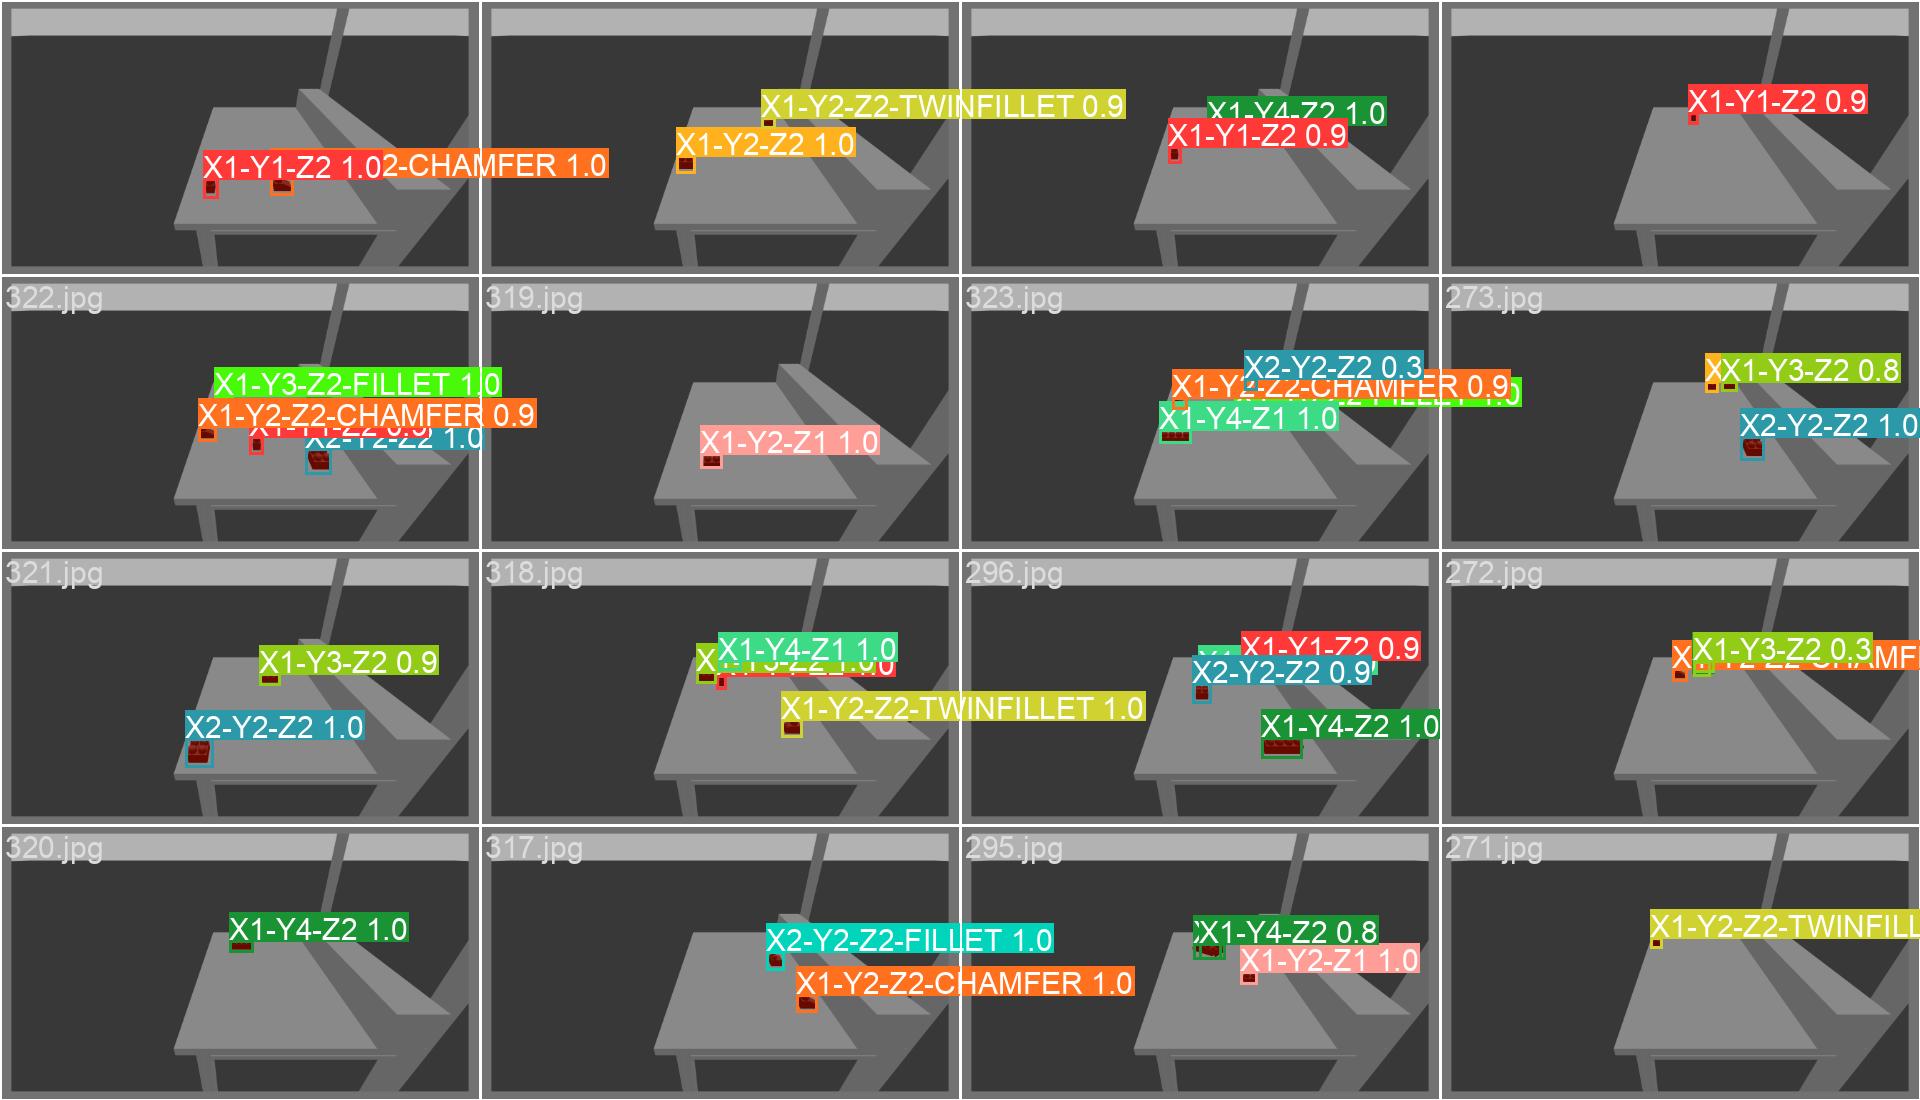 X1-Y1-Z2 1.0
2-CHAMFER 1.0
X1-Y2-Z2-TWINFILLET 0.9
X1-Y2-Z2 1.0
X1-Y4-Z2 1.0
X1-Y1-Z2 0.9
X1-Y1-Z2 0.9
322.jpg
X1-Y3-Z2-FILLET 1.0
X1-Y2-Z2-CHAMFER 0.9
X2-Y2-Z2 1.0
319.jpg
X1-Y2-Z1 1.0
323.jpg
X2-Y2-Z2 0.3
X1-Y2-Z2-CHAMFER 0.9
X1-Y4-Z1 1.0
273.jpg
X
X1-Y3-Z2 0.8
X2-Y2-Z2 1.0
321.jpg
X1-Y3-Z2 0.9
X2-Y2-Z2 1.0
318.jpg
X1-Y4-Z1 1.0
X
X1-Y2-Z2-TWINFILLET 1.0
296.jpg
X1-Y1-Z2 0.9
X2-Y2-Z2 0.9
X1-Y4-Z2 1.0
272.jpg
X
X1-Y3-Z2 0.3
320.jpg
X1-Y4-Z2 1.0
317.jpg
X2-Y2-Z2-FILLET 1.0
X1-Y2-Z2-CHAMFER 1.0
295.jpg
X1-Y4-Z2 0.8
X1-Y2-Z1 1.0
271.jpg
X1-Y2-Z2-TWINFILL